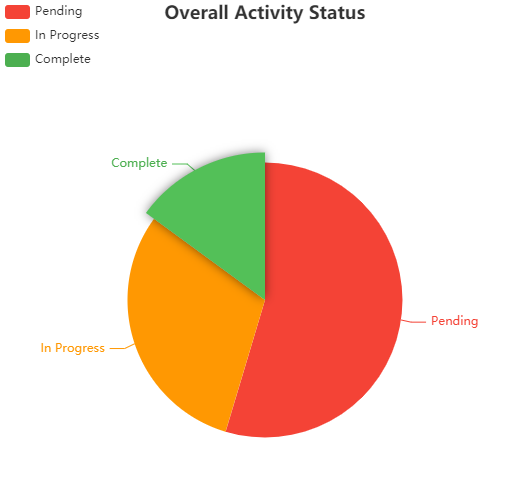 Overall Activity Status
Pending
In Progress
Complete
Complete
Pending
In Progress